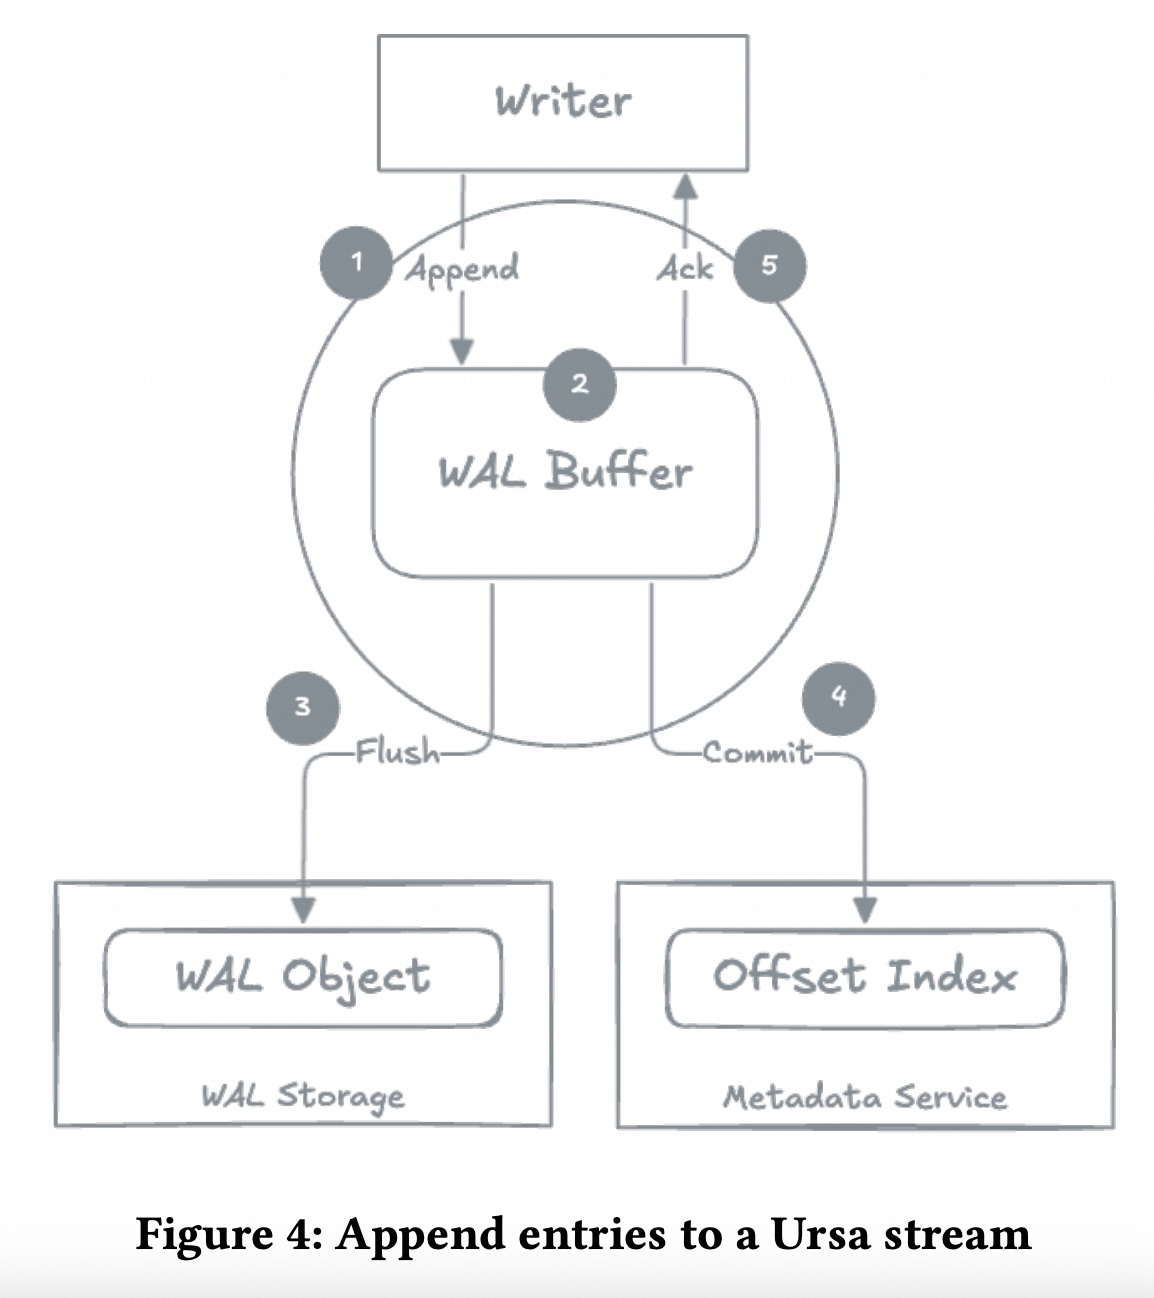 Writer
1
Append
Ack
5
2
WAL Buffer
3
Flush
4
Commit
WAL Object
WAL Storage
Offset Index
Metadata Service
Figure 4: Append entries to a Ursa stream